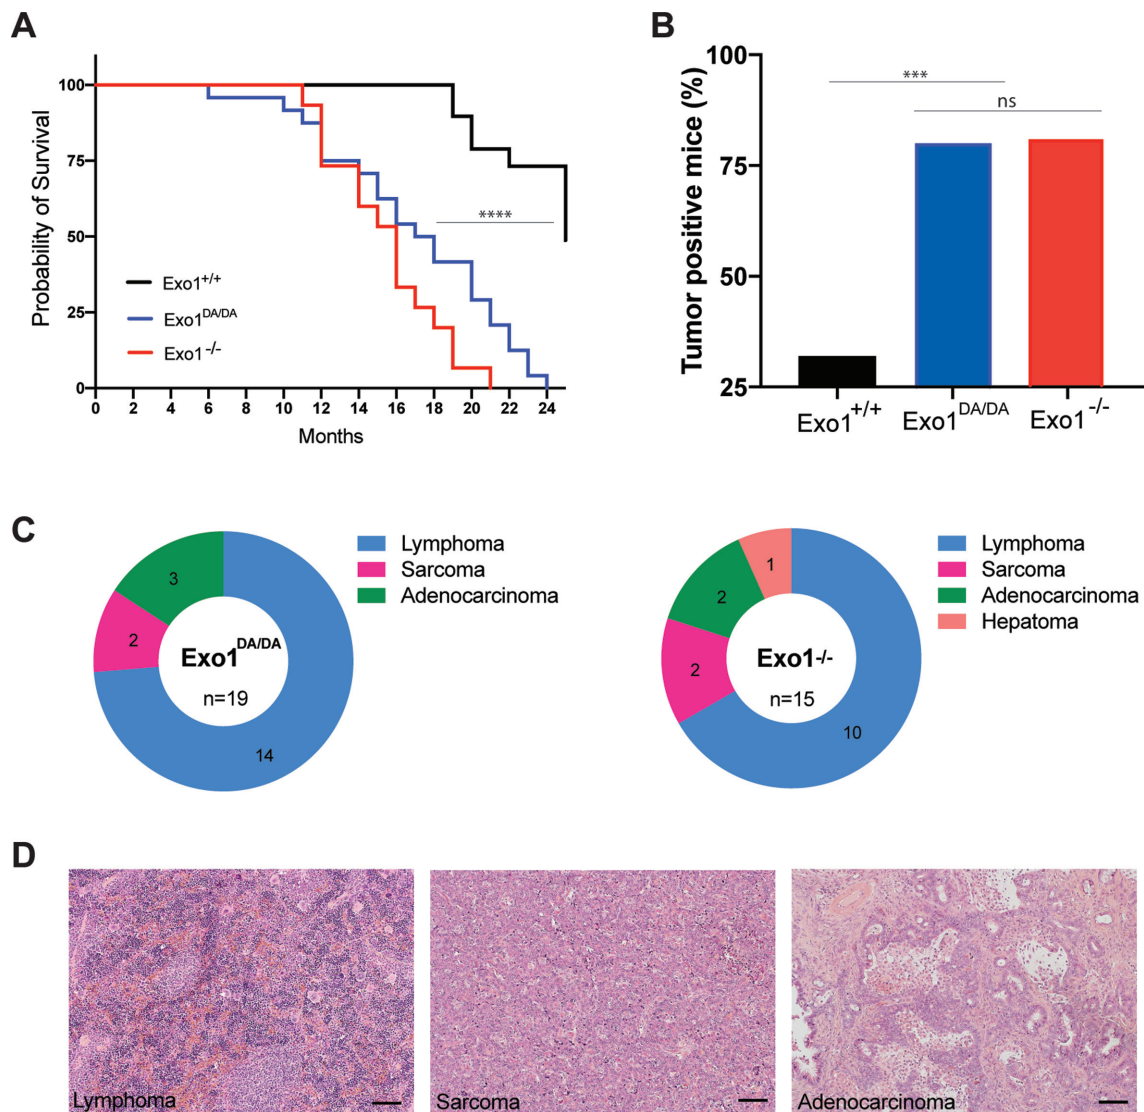 A
100
75
50
25
0
Probability of Survival
****
Exo1+/+
Exo1DA/DA
Exo1-/-
0 2 4 6 8 10 12 14 16 18 20 22 24
Months
B
100
75
50
25
Tumor positive mice (%)
***
ns
Exo1+/+ Exo1DA/DA Exo1-/-
C
3
2
14
Exo1DA/DA
n=19
Lymphoma
Sarcoma
Adenocarcinoma
1
2
2
10
Exo1-/-
n=15
Lymphoma
Sarcoma
Adenocarcinoma
Hepatoma
D
Lymphoma
Sarcoma
Adenocarcinoma